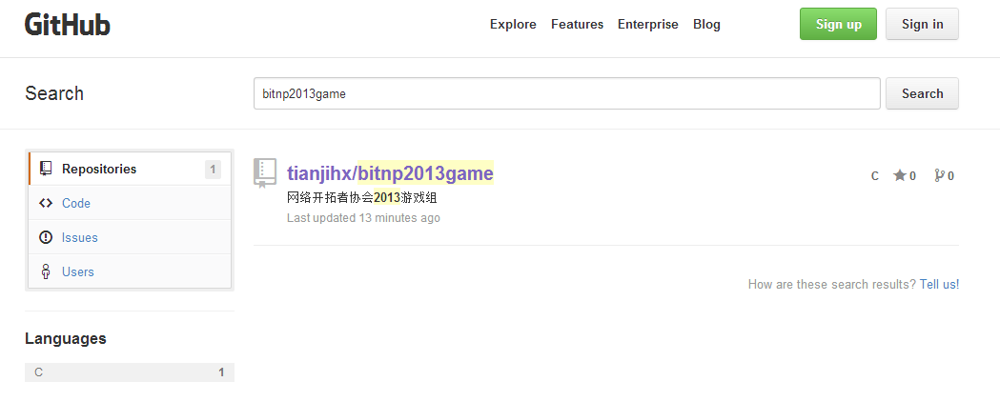 GitHub Explore Features Enterprise Blog Sign up Sign in
Search bitnp2013game Search
Repositories 1
Code
Issues
Users
Languages
C 1
tianjihx/bitnp2013game C 0 0
网络开拓者协会2013游戏组
Last updated 13 minutes ago
How are these search results? Tell us!